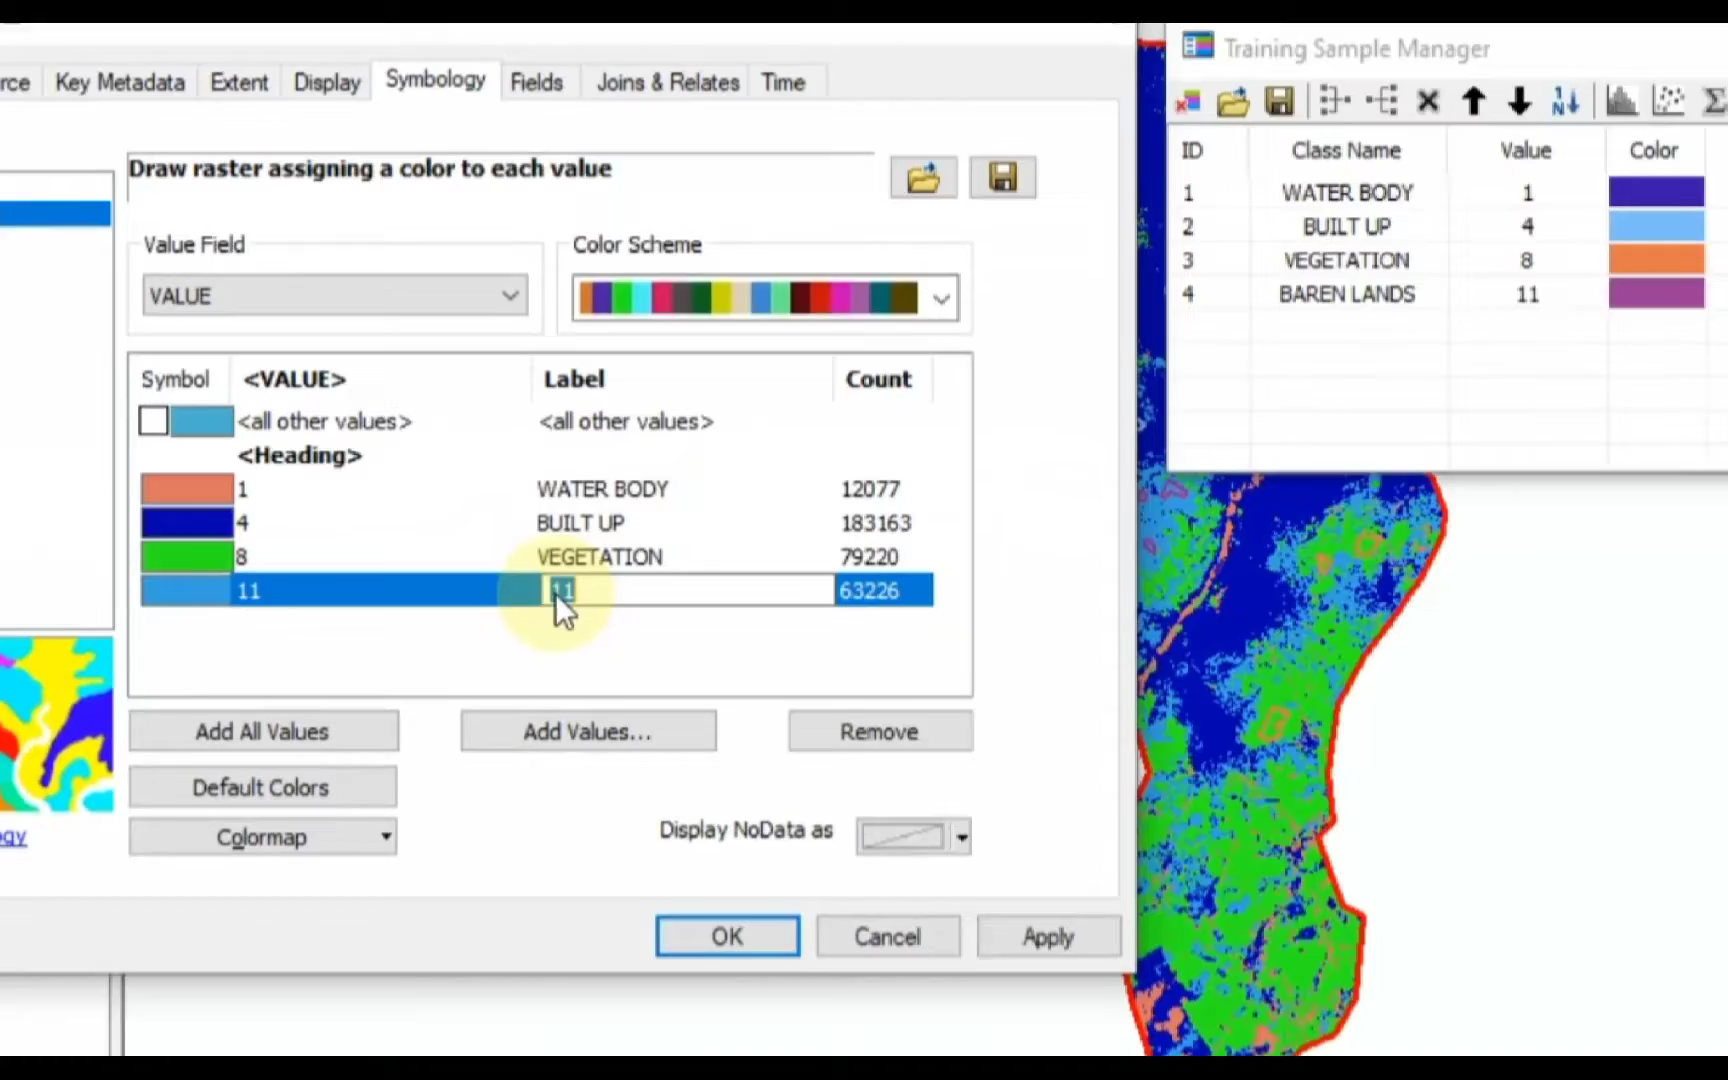 rce Key Metadata Extent Display Symbology Fields Joins & Relates Time
Draw raster assigning a color to each value
Value Field
VALUE
Color Scheme
Symbol <VALUE> Label Count
<all other values> <all other values>
<Heading>
1 WATER BODY 12077
4 BUILT UP 183163
8 VEGETATION 79220
11 11 63226
Add All Values Add Values... Remove
Default Colors
Colormap
Display NoData as
gy
OK Cancel Apply
Training Sample Manager
ID Class Name Value Color
1 WATER BODY 1
2 BUILT UP 4
3 VEGETATION 8
4 BAREN LANDS 11